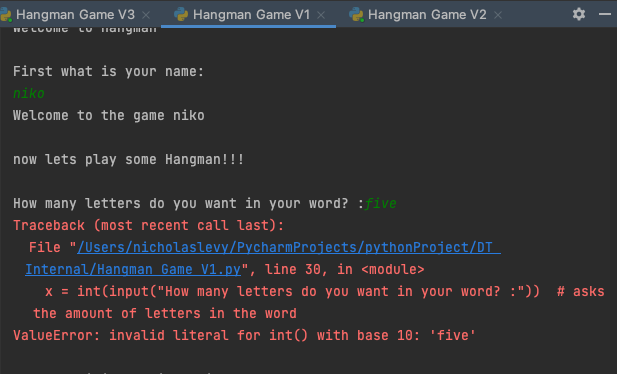 Hangman Game V3 × Hangman Game V1 × Hangman Game V2 ×
Welcome to Hangman
First what is your name:
niko
Welcome to the game niko
now lets play some Hangman!!!
How many letters do you want in your word? :five
Traceback (most recent call last):
File "/Users/nicholaslevy/PycharmProjects/pythonProject/DT
Internal/Hangman Game V1.py", line 30, in <module>
x = int(input("How many letters do you want in your word? :")) # asks
the amount of letters in the word
ValueError: invalid literal for int() with base 10: 'five'